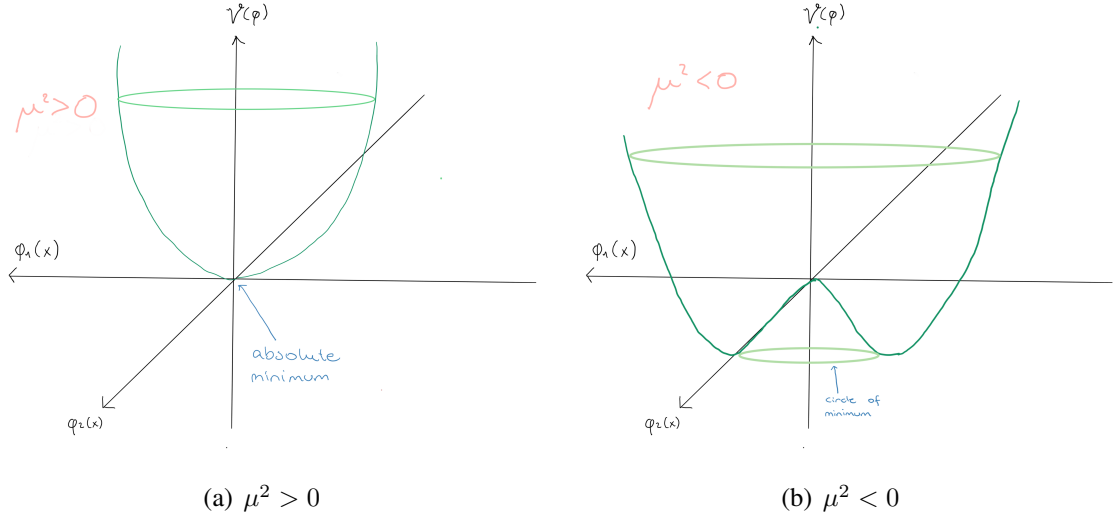 𝒱(φ)
μ² > 0
φ₁(x)
absolute
minimum
φ₂(x)
𝒱(φ)
μ² < 0
φ₁(x)
circle of
minimum
φ₂(x)
(a) μ² > 0
(b) μ² < 0